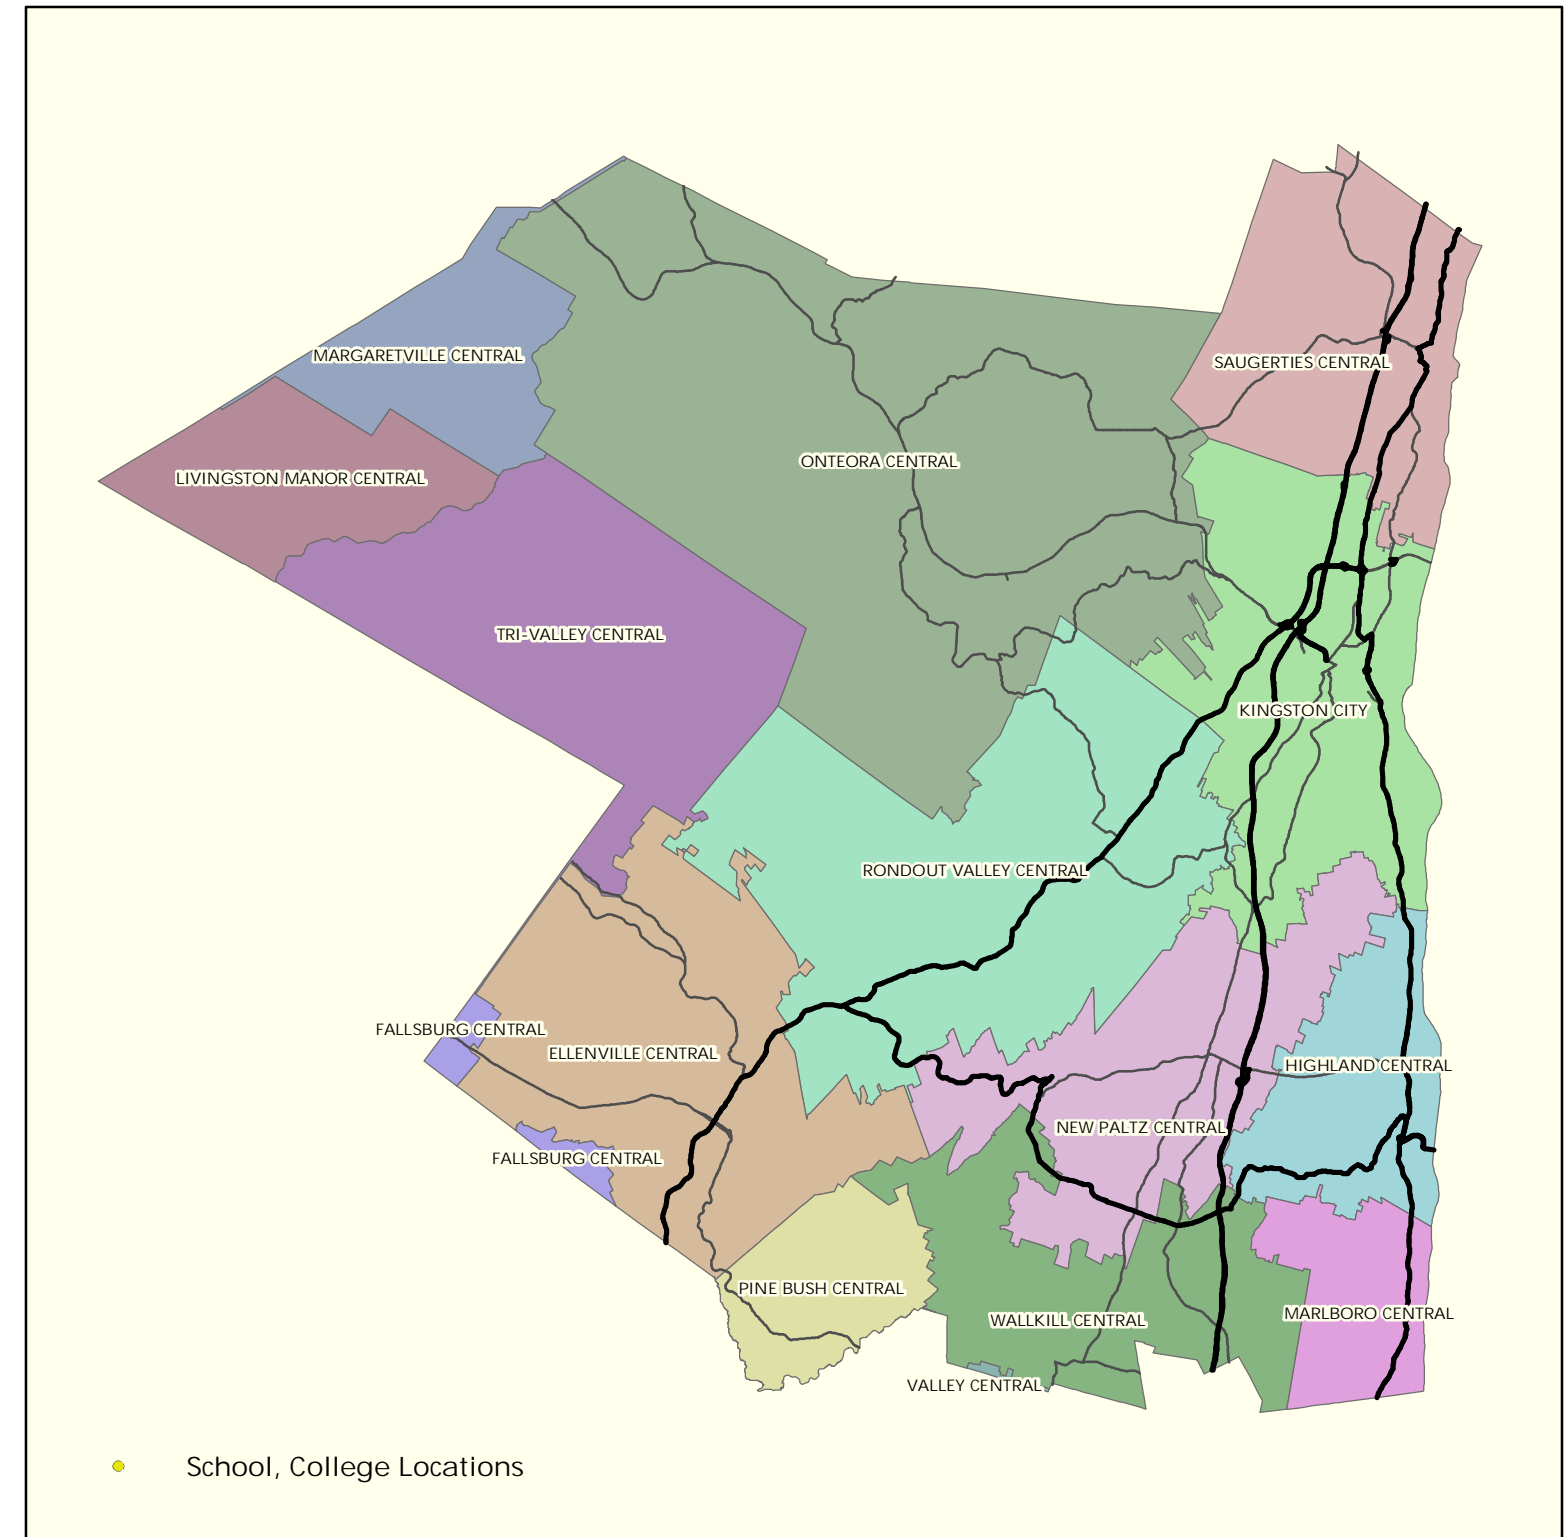 MARGARETVILLE CENTRAL
SAUGERTIES CENTRAL
ONTEORA CENTRAL
LIVINGSTON MANOR CENTRAL
TRI-VALLEY CENTRAL
KINGSTON CITY
RONDOUT VALLEY CENTRAL
FALLSBURG CENTRAL
ELLENVILLE CENTRAL
HIGHLAND CENTRAL
NEW PALTZ CENTRAL
FALLSBURG CENTRAL
PINE BUSH CENTRAL
MARLBORO CENTRAL
WALLKILL CENTRAL
VALLEY CENTRAL
School, College Locations